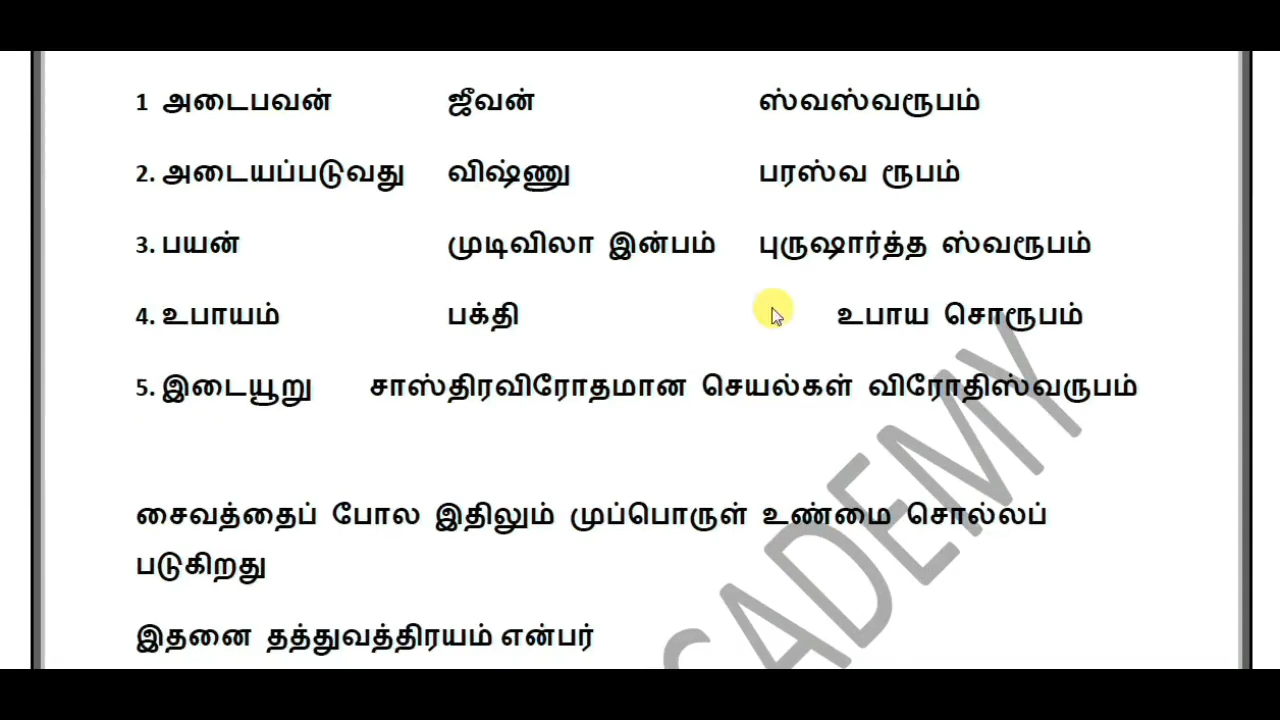 1 அடைபவன் ஜீவன் ஸ்வஸ்வரூபம்
2. அடையப்படுவது விஷ்ணு பரஸ்வ ரூபம்
3. பயன் முடிவிலா இன்பம் புருஷார்த்த ஸ்வரூபம்
4. உபாயம் பக்தி உபாய சொரூபம்
5. இடையூறு சாஸ்திரவிரோதமான செயல்கள் விரோதிஸ்வருபம்
சைவத்தைப் போல இதிலும் முப்பொருள் உண்மை சொல்லப்
படுகிறது
இதனை தத்துவத்திரயம் என்பர்
CADEMY